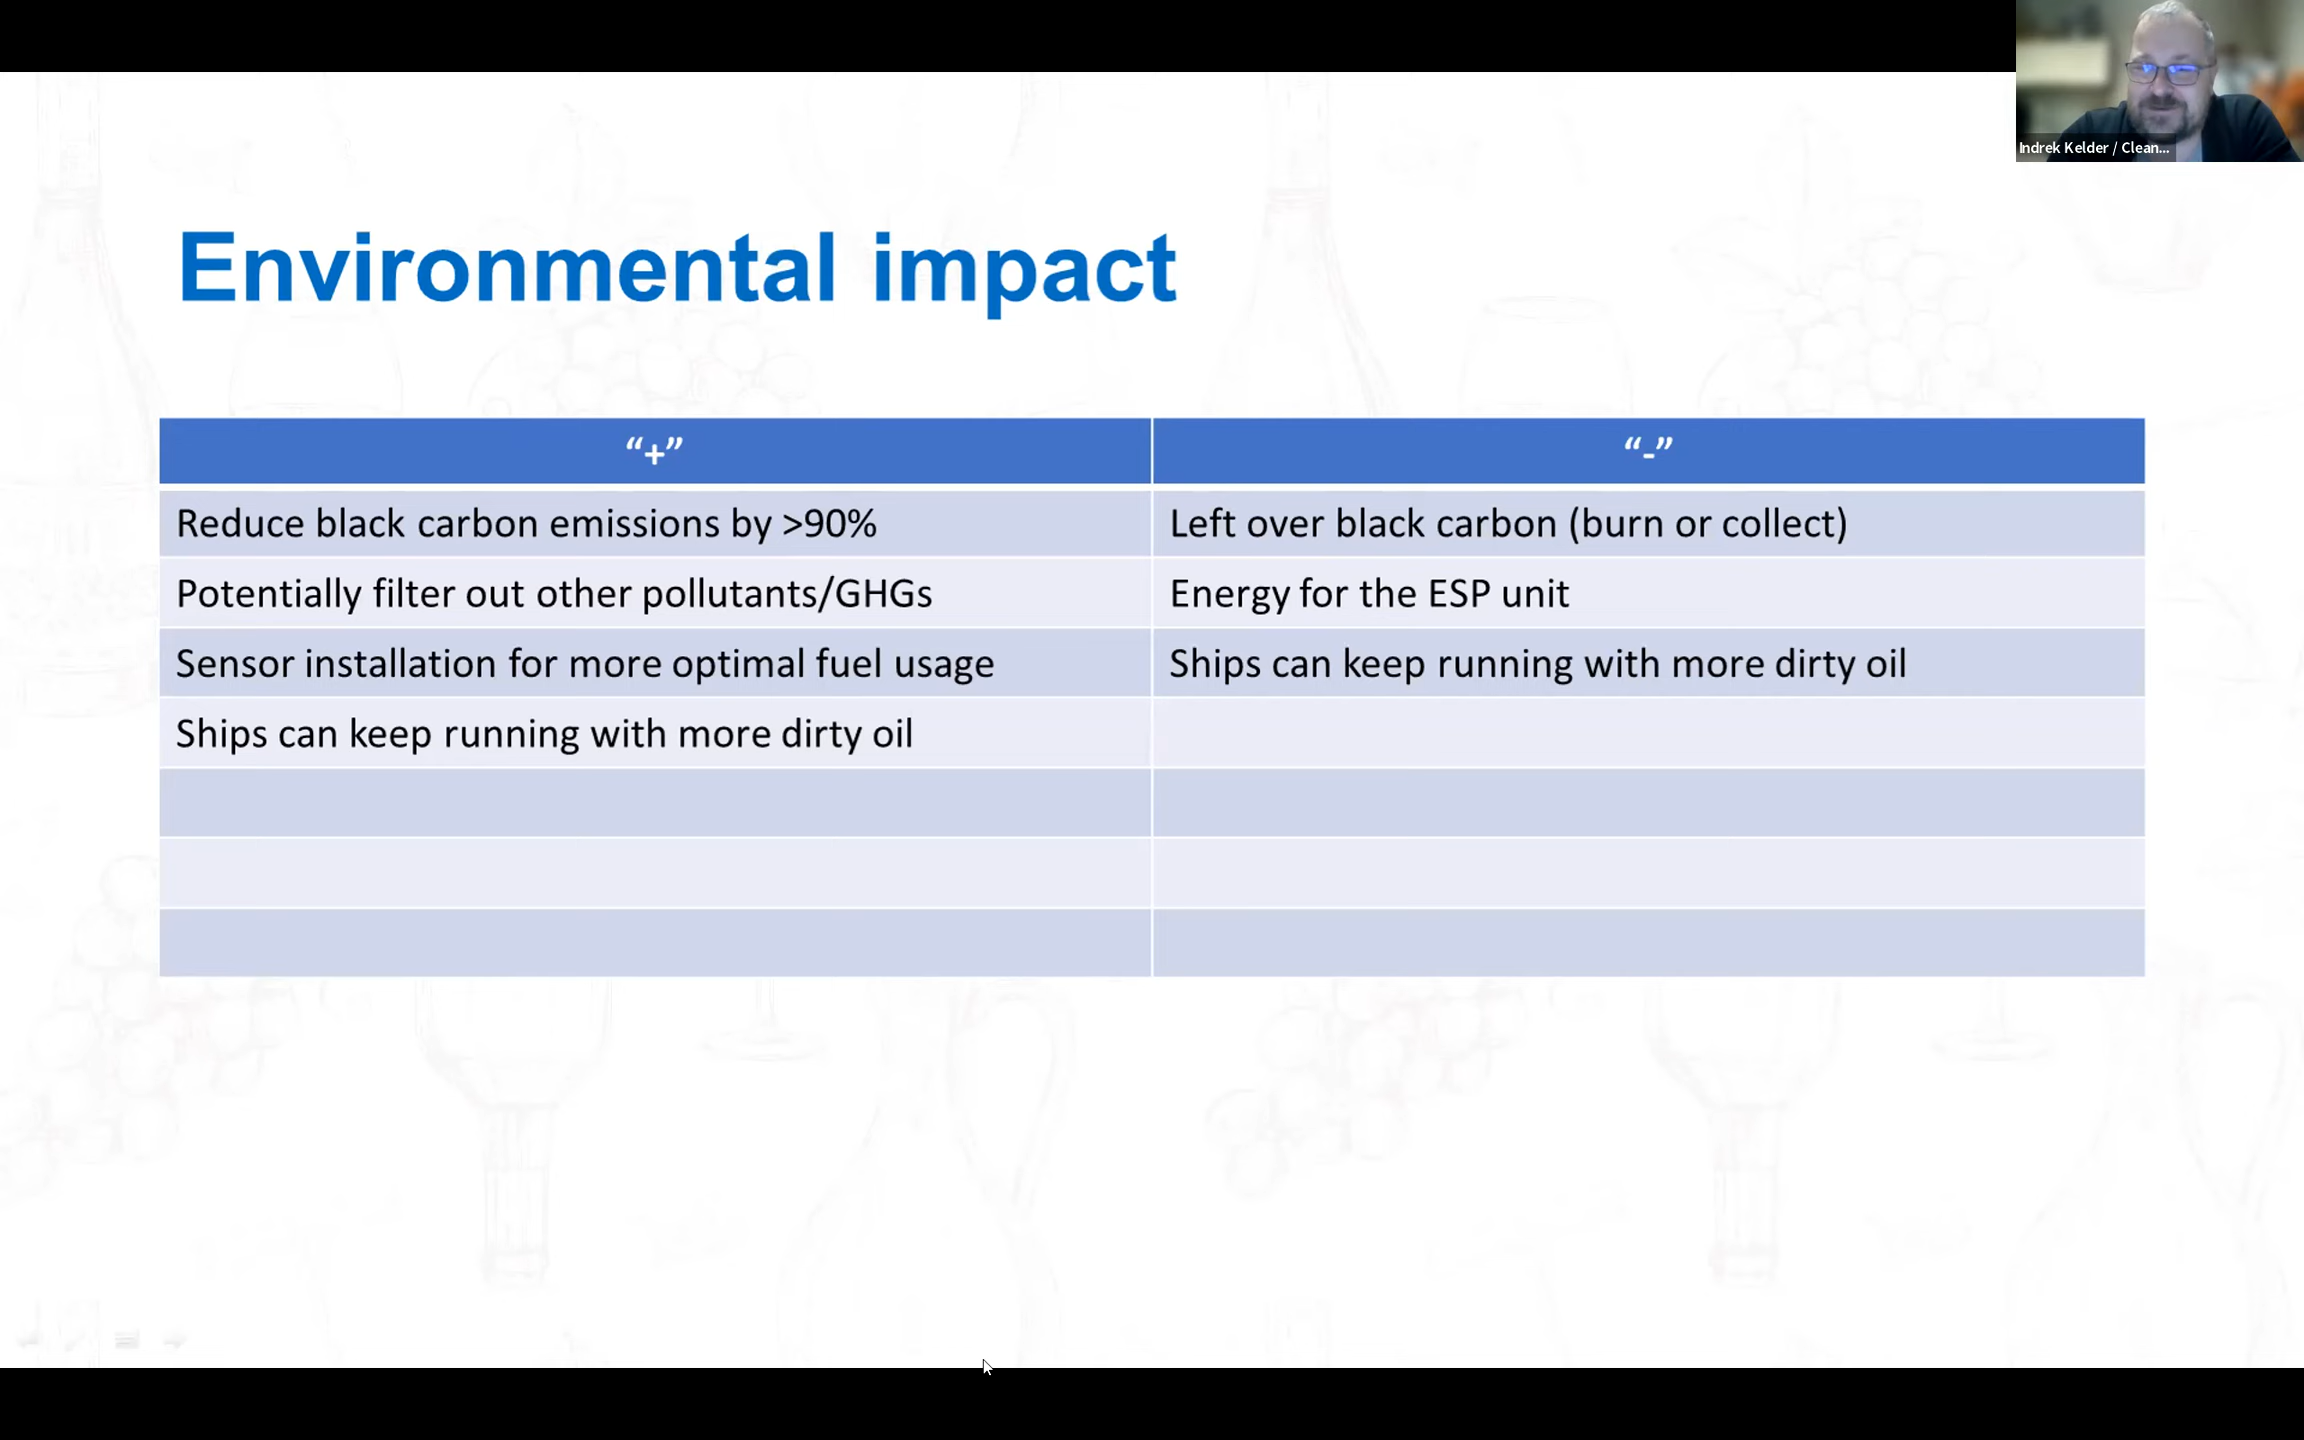 Indrek Kelder / Clean...
Environmental impact
“+”
“-”
Reduce black carbon emissions by >90%
Left over black carbon (burn or collect)
Potentially filter out other pollutants/GHGs
Energy for the ESP unit
Sensor installation for more optimal fuel usage
Ships can keep running with more dirty oil
Ships can keep running with more dirty oil